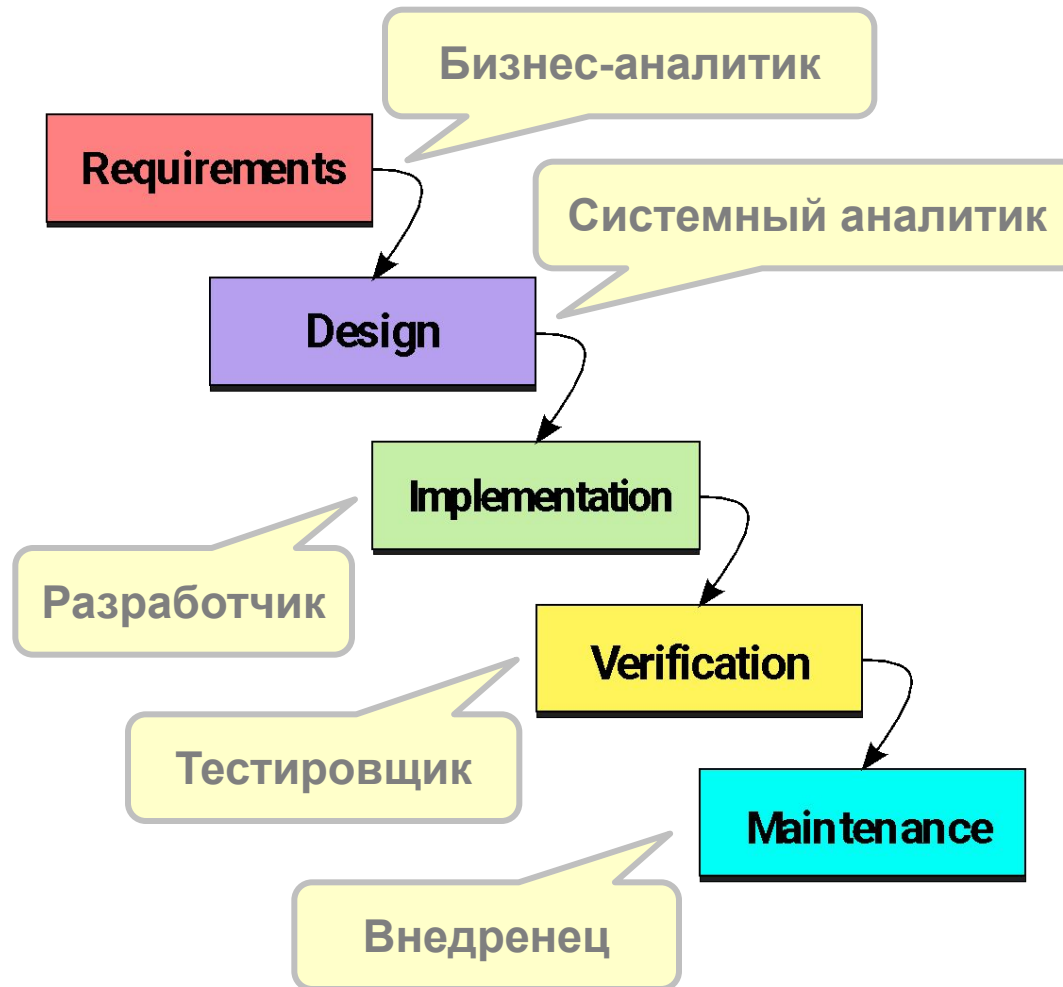 Бизнес-аналитик
Requirements
Системный аналитик
Design
Implementation
Разработчик
Verification
Тестировщик
Maintenance
Внедренец